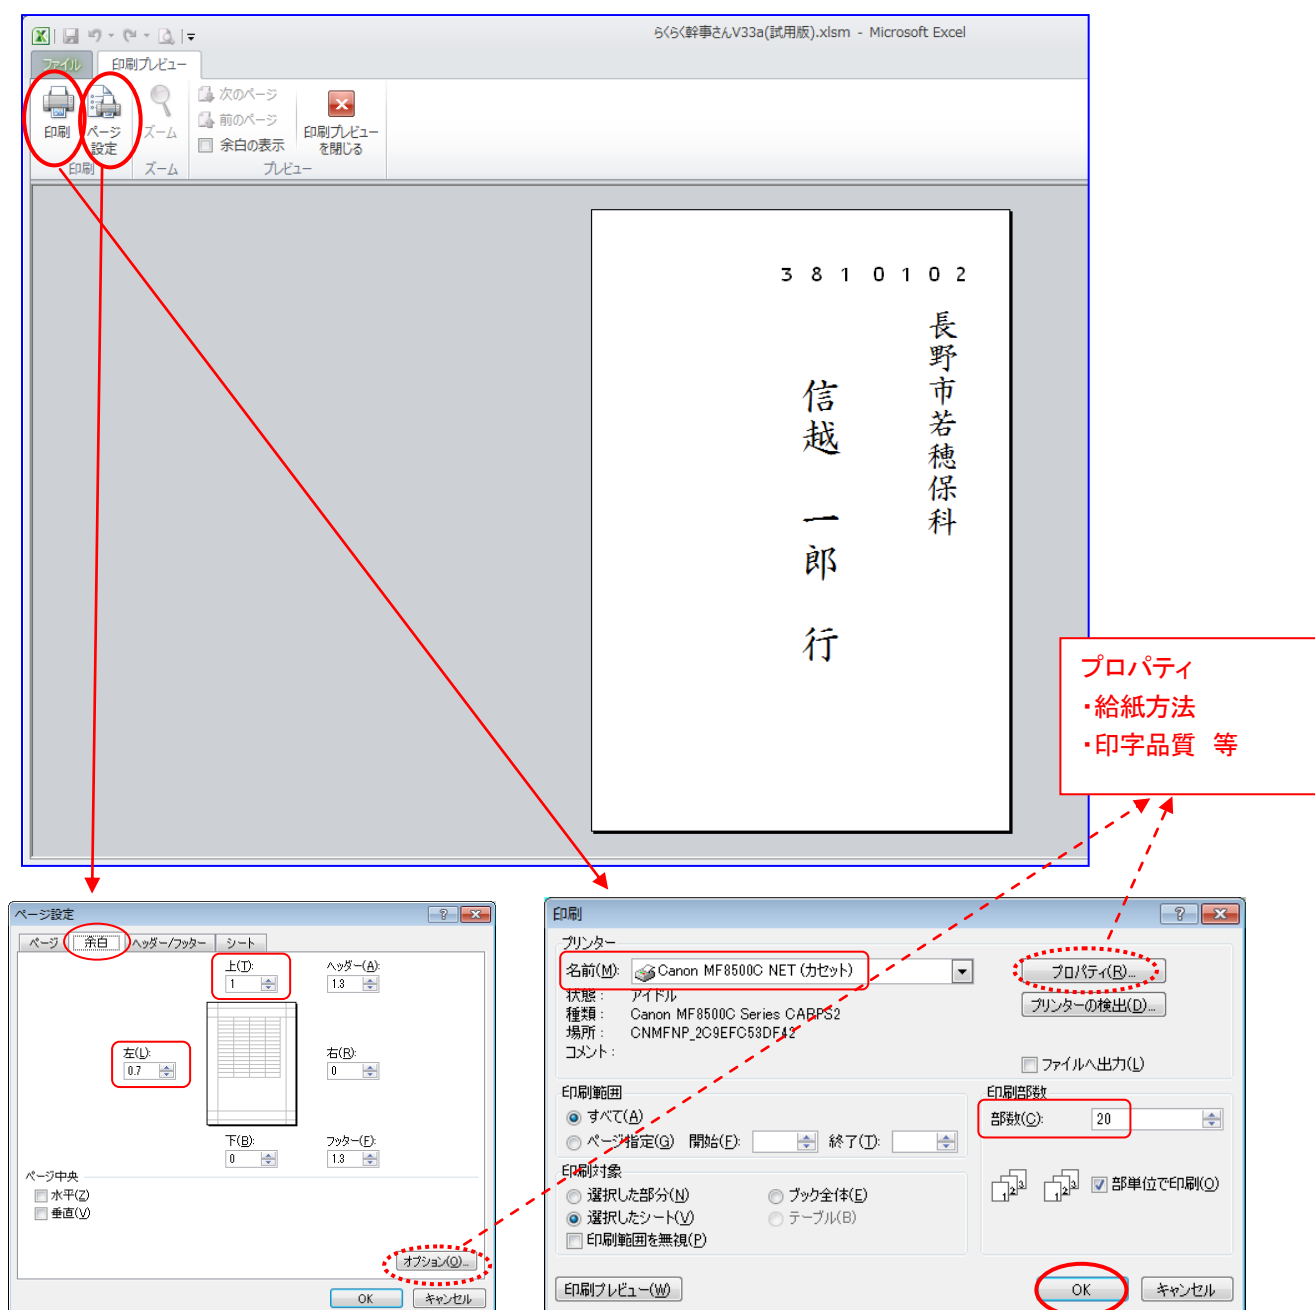 らくらく幹事さんV33a(試用版).xlsm - Microsoft Excel
ファイル 印刷プレビュー
印刷
ページ設定
ズーム
次のページ
前のページ
余白の表示
印刷プレビューを閉じる
印刷 ズーム プレビュー
3 8 1 0 1 0 2
長野市若穂保科
信越 一郎 行
プロパティ
・給紙方法
・印字品質 等
ページ設定
ページ 余白 ヘッダー/フッター シート
上(T):
1
ヘッダー(A):
1.3
左(L):
0.7
右(R):
0
下(B):
0
フッター(F):
1.3
ページ中央
水平(Z)
垂直(V)
オプション(O)...
OK キャンセル
印刷
プリンター
名前(M): Canon MF8500C NET (カセット)
プロパティ(R)...
状態: アイドル
種類: Canon MF8500C Series CARPS2
場所: CNMFNP_2C9EFC53DF42
コメント:
プリンターの検出(D)...
ファイルへ出力(L)
印刷範囲
すべて(A)
ページ指定(G) 開始(F): 終了(T):
印刷部数
部数(C): 20
印刷対象
選択した部分(N)
ブック全体(E)
選択したシート(V)
テーブル(B)
印刷範囲を無視(P)
1 2 3 1 2 3
部単位で印刷(O)
印刷プレビュー(W)
OK キャンセル